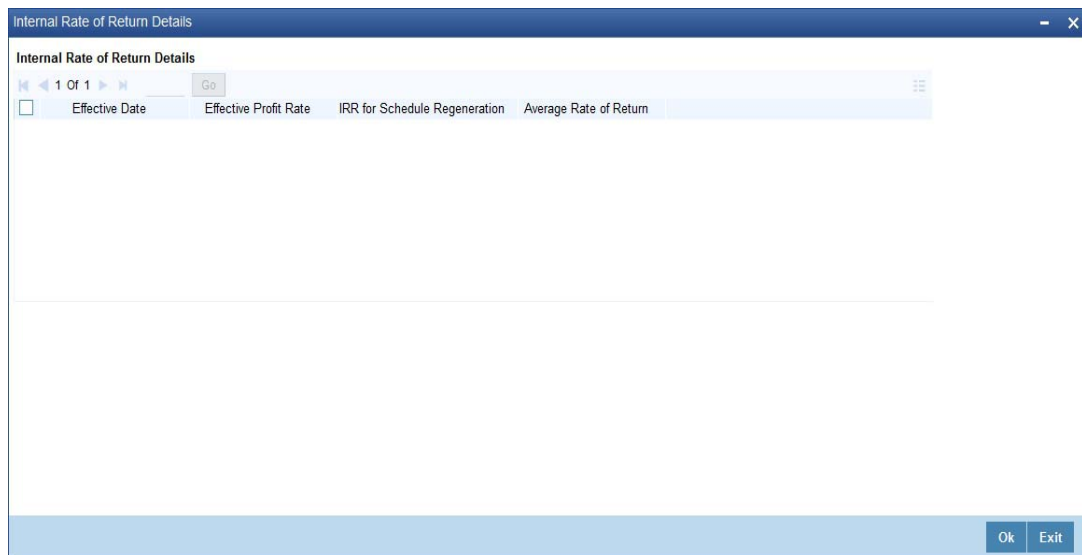 Internal Rate of Return Details
Internal Rate of Return Details
1 Of 1 Go
Effective Date Effective Profit Rate IRR for Schedule Regeneration Average Rate of Return
Ok Exit